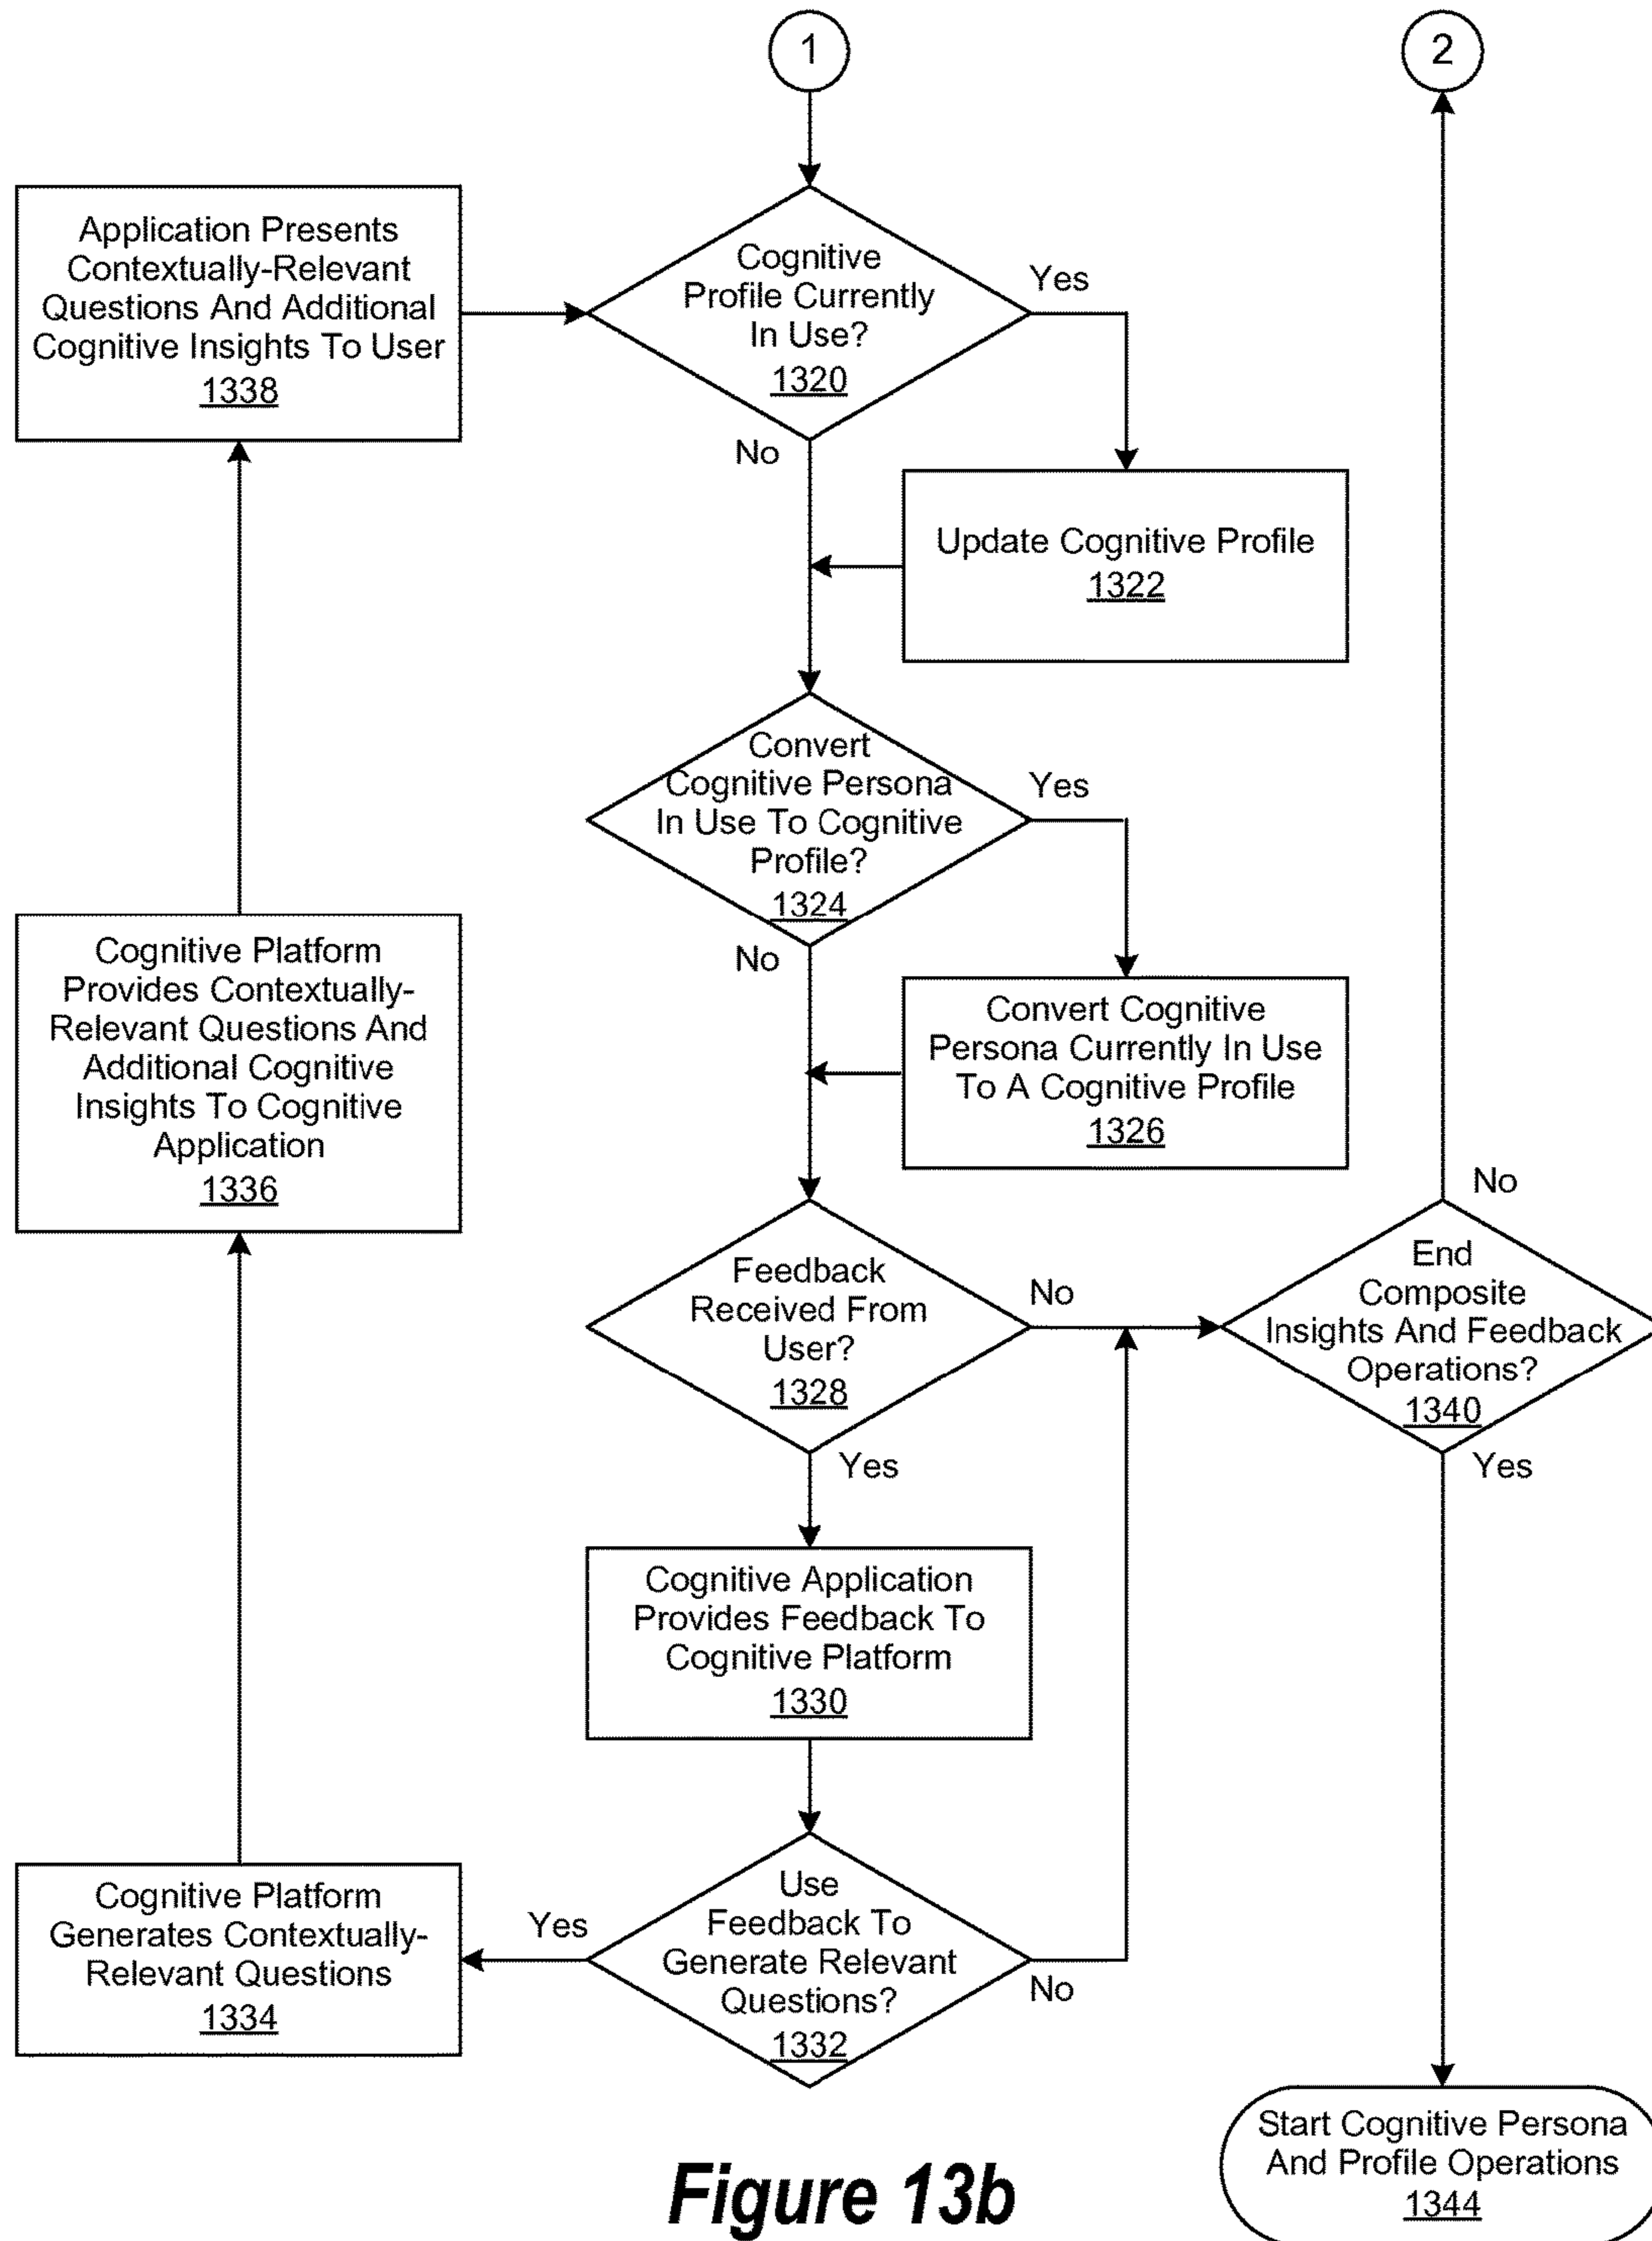 1
2
Application Presents
Contextually-Relevant
Questions And Additional
Cognitive Insights To User
1338
Cognitive
Profile Currently
In Use?
1320
Yes
No
Update Cognitive Profile
1322
Convert
Cognitive Persona
In Use To Cognitive
Profile?
1324
Yes
No
Convert Cognitive
Persona Currently In Use
To A Cognitive Profile
1326
Cognitive Platform
Provides Contextually-
Relevant Questions And
Additional Cognitive
Insights To Cognitive
Application
1336
Feedback
Received From
User?
1328
No
Yes
End
Composite
Insights And Feedback
Operations?
1340
No
Yes
Cognitive Application
Provides Feedback To
Cognitive Platform
1330
Use
Feedback To
Generate Relevant
Questions?
1332
Yes
No
Cognitive Platform
Generates Contextually-
Relevant Questions
1334
Start Cognitive Persona
And Profile Operations
1344
Figure 13b